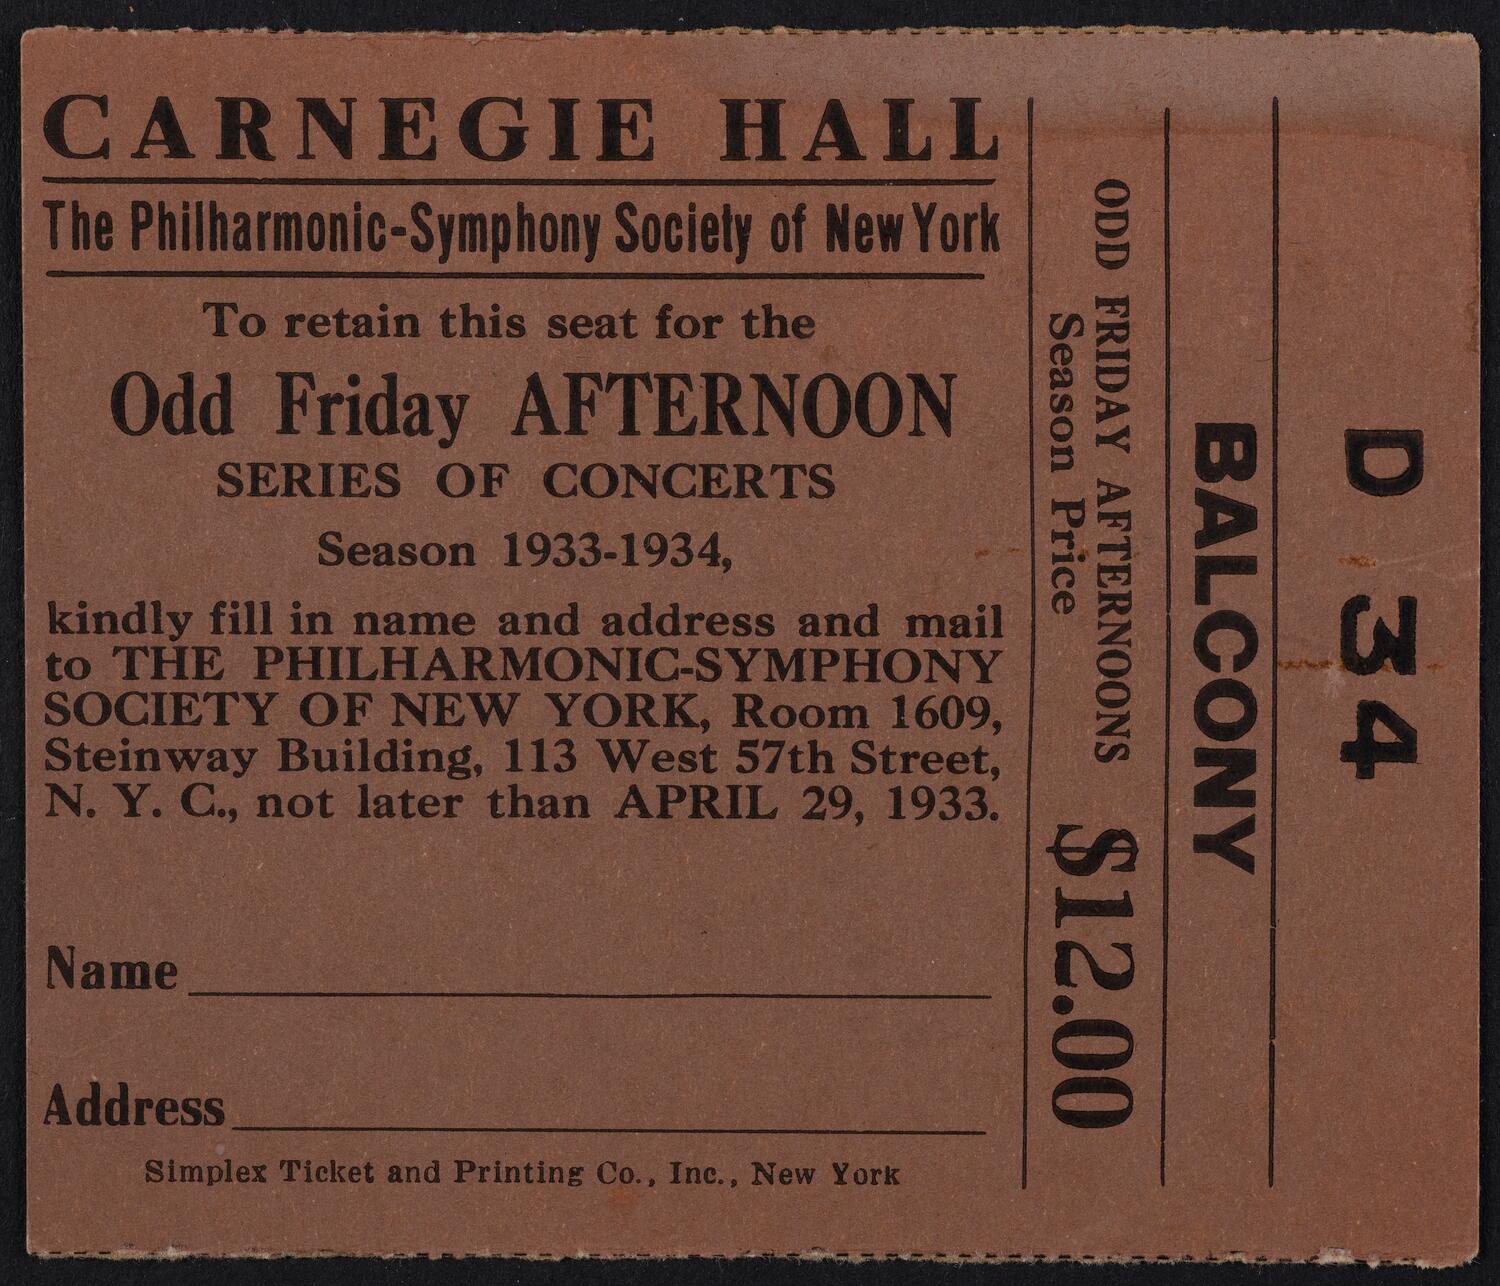 CARNEGIE HALL
The Philharmonic-Symphony Society of New York
To retain this seat for the
Odd Friday AFTERNOON
SERIES OF CONCERTS
Season 1933-1934,
kindly fill in name and address and mail
to THE PHILHARMONIC-SYMPHONY
SOCIETY OF NEW YORK, Room 1609,
Steinway Building, 113 West 57th Street,
N. Y. C., not later than APRIL 29, 1933.
Name
Address
Simplex Ticket and Printing Co., Inc., New York
ODD FRIDAY AFTERNOONS
Season Price
$12.00
BALCONY
D 34